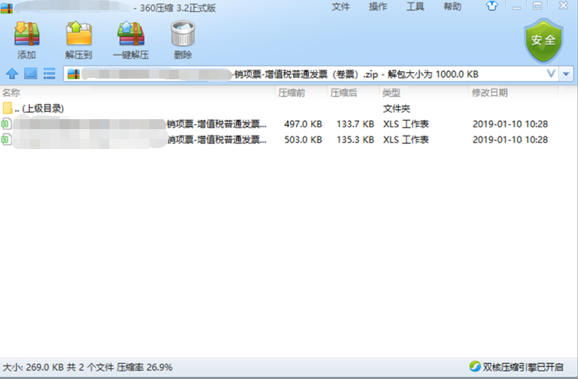 - 360压缩 3.2正式版
文件 操作 工具 帮助
添加 解压到 一键解压 删除
安全
-销项票-增值税普通发票（卷票）.zip - 解包大小为 1000.0 KB
名称 压缩前 压缩后 类型 修改日期
.. (上级目录) 文件夹
销项票-增值税普通发票... 497.0 KB 133.7 KB XLS 工作表 2019-01-10 10:28
销项票-增值税普通发票... 503.0 KB 135.3 KB XLS 工作表 2019-01-10 10:28
大小: 269.0 KB 共 2 个文件 压缩率 26.9% 双核压缩引擎已开启